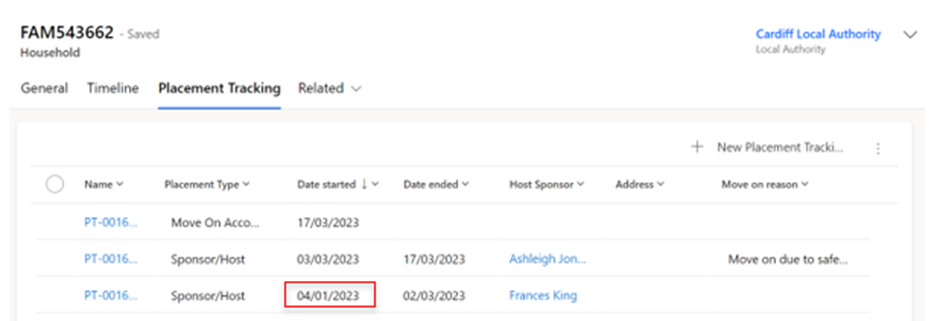 FAM543662 - Saved
Household
Cardiff Local Authority
Local Authority
General Timeline Placement Tracking Related
New Placement Tracki...
Name Placement Type Date started Date ended Host Sponsor Address Move on reason
PT-0016... Move On Acco... 17/03/2023
PT-0016... Sponsor/Host 03/03/2023 17/03/2023 Ashleigh Jon... Move on due to safe...
PT-0016... Sponsor/Host 04/01/2023 02/03/2023 Frances King